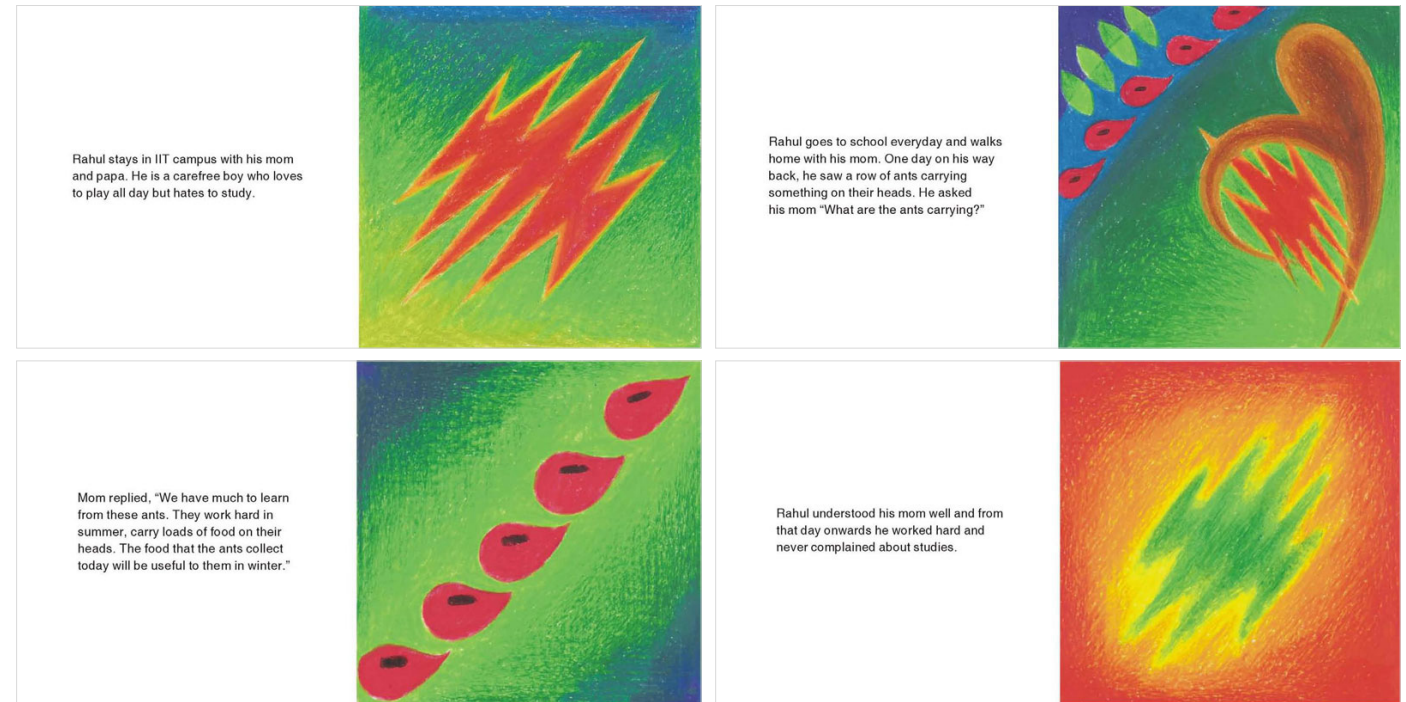 Rahul stays in IIT campus with his mom
and papa. He is a carefree boy who loves
to play all day but hates to study.
Rahul goes to school everyday and walks
home with his mom. One day on his way
back, he saw a row of ants carrying
something on their heads. He asked
his mom “What are the ants carrying?”
Mom replied, “We have much to learn
from these ants. They work hard in
summer, carry loads of food on their
heads. The food that the ants collect
today will be useful to them in winter.”
Rahul understood his mom well and from
that day onwards he worked hard and
never complained about studies.